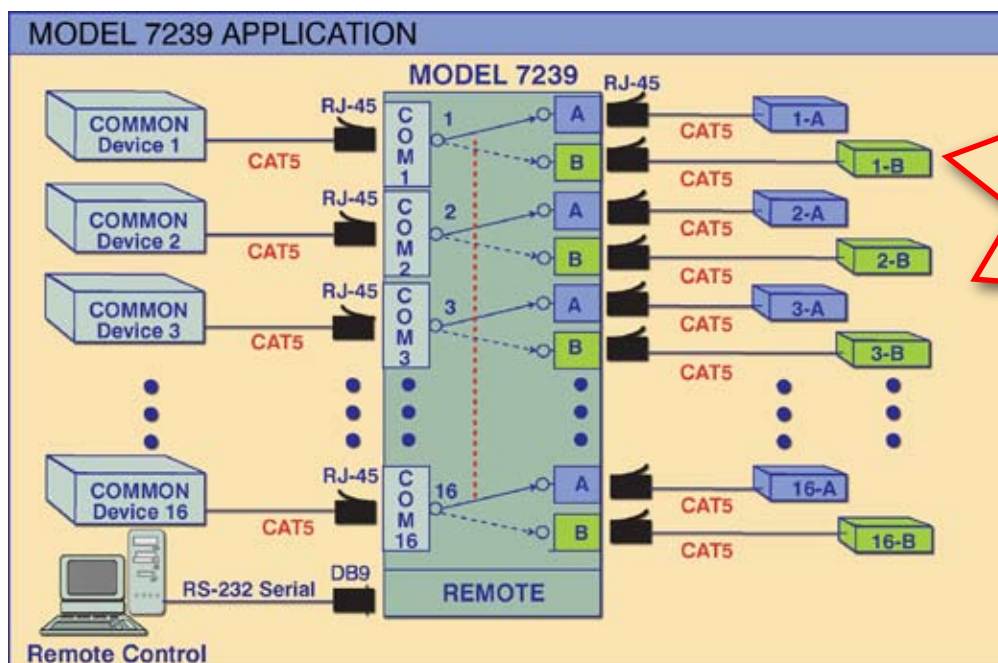 MODEL 7239 APPLICATION
MODEL 7239
RJ-45
RJ-45
COMMON
Device 1
CAT5
COM1
1
A
B
CAT5
1-A
CAT5
1-B
RJ-45
COMMON
Device 2
CAT5
COM2
2
A
B
CAT5
2-A
CAT5
2-B
RJ-45
COMMON
Device 3
CAT5
COM3
3
A
B
CAT5
3-A
CAT5
3-B
RJ-45
COMMON
Device 16
CAT5
COM16
16
A
B
CAT5
16-A
CAT5
16-B
RS-232 Serial
DB9
REMOTE
Remote Control